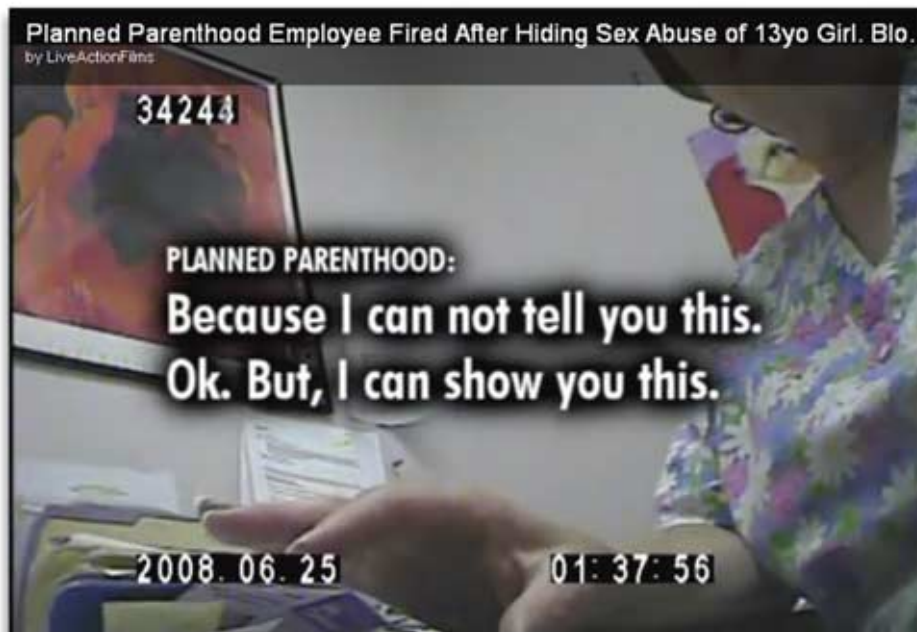 Planned Parenthood Employee Fired After Hiding Sex Abuse of 13yo Girl. Blo.
by LiveActionFilms
34244
PLANNED PARENTHOOD:
Because I can not tell you this.
Ok. But, I can show you this.
2008. 06. 25
01: 37: 56